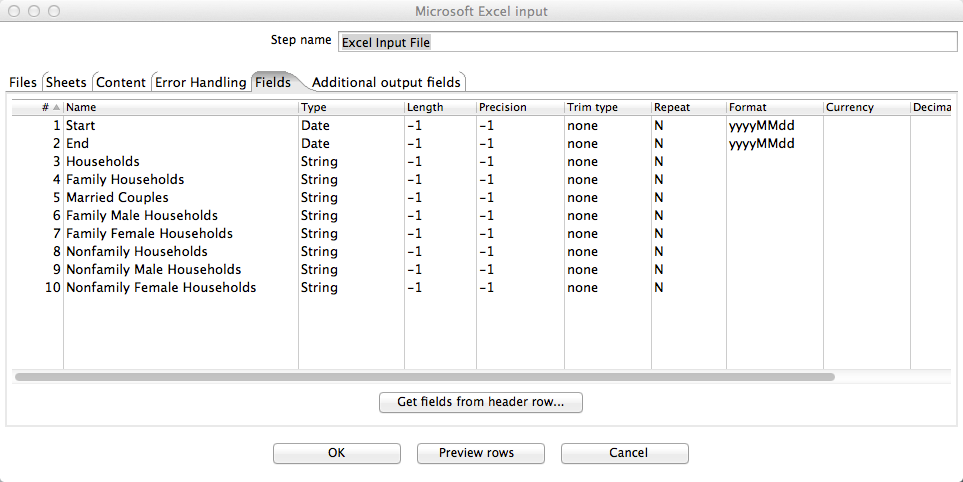 Microsoft Excel input
Step name Excel Input File
Files Sheets Content Error Handling Fields Additional output fields
# Name Type Length Precision Trim type Repeat Format Currency Decima
1 Start Date -1 -1 none N yyyyMMdd
2 End Date -1 -1 none N yyyyMMdd
3 Households String -1 -1 none N
4 Family Households String -1 -1 none N
5 Married Couples String -1 -1 none N
6 Family Male Households String -1 -1 none N
7 Family Female Households String -1 -1 none N
8 Nonfamily Households String -1 -1 none N
9 Nonfamily Male Households String -1 -1 none N
10 Nonfamily Female Households String -1 -1 none N
Get fields from header row...
OK Preview rows Cancel